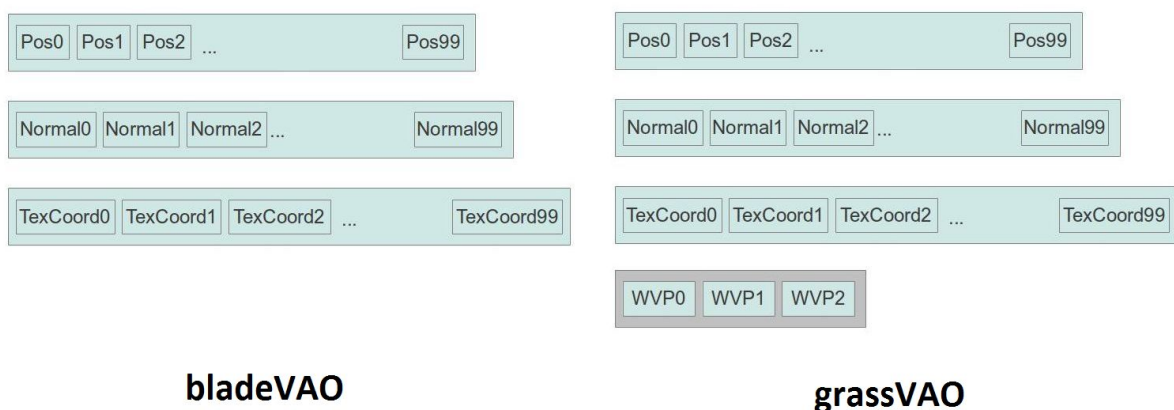 Pos0 Pos1 Pos2 ... Pos99
Normal0 Normal1 Normal2 ... Normal99
TexCoord0 TexCoord1 TexCoord2 ... TexCoord99
bladeVAO
Pos0 Pos1 Pos2 ... Pos99
Normal0 Normal1 Normal2 ... Normal99
TexCoord0 TexCoord1 TexCoord2 ... TexCoord99
WVP0 WVP1 WVP2
grassVAO